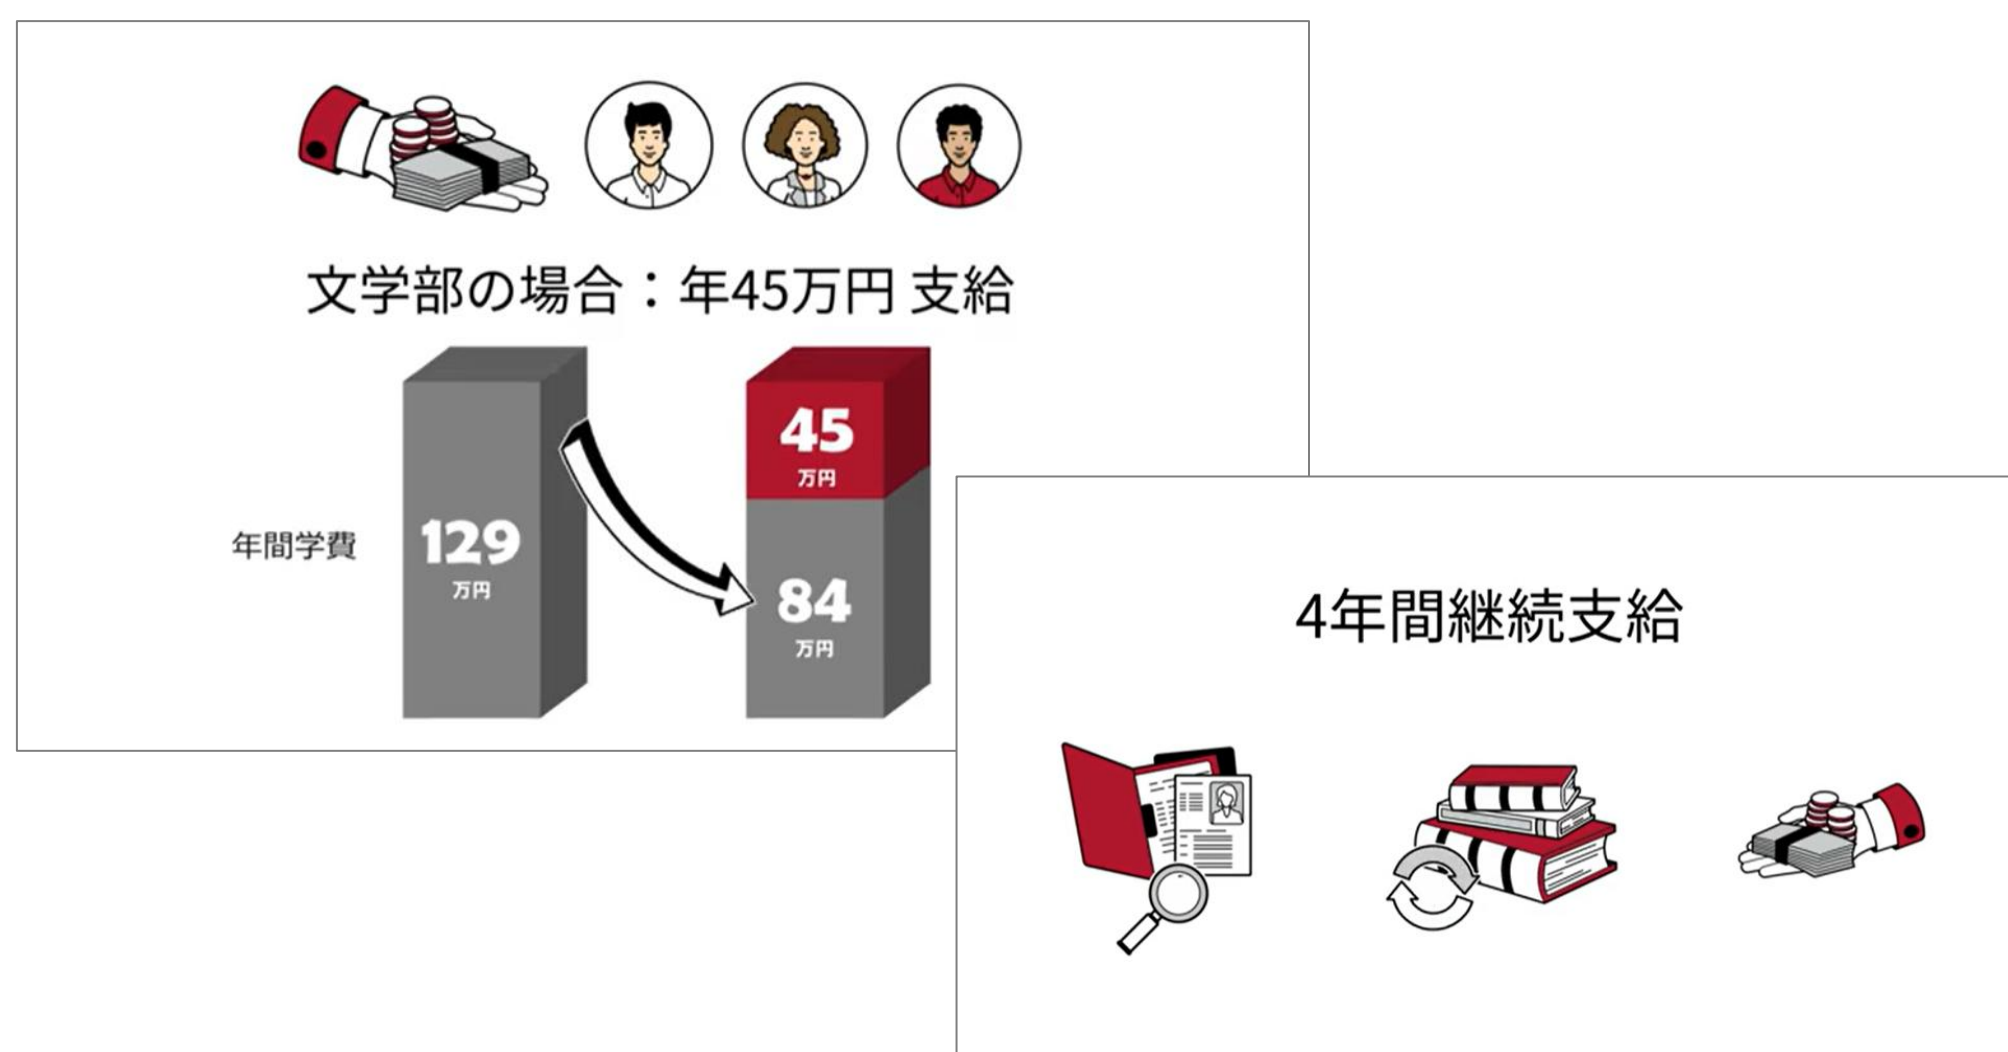 文学部の場合：年45万円 支給
年間学費
129
万円
45
万円
84
万円
4年間継続支給